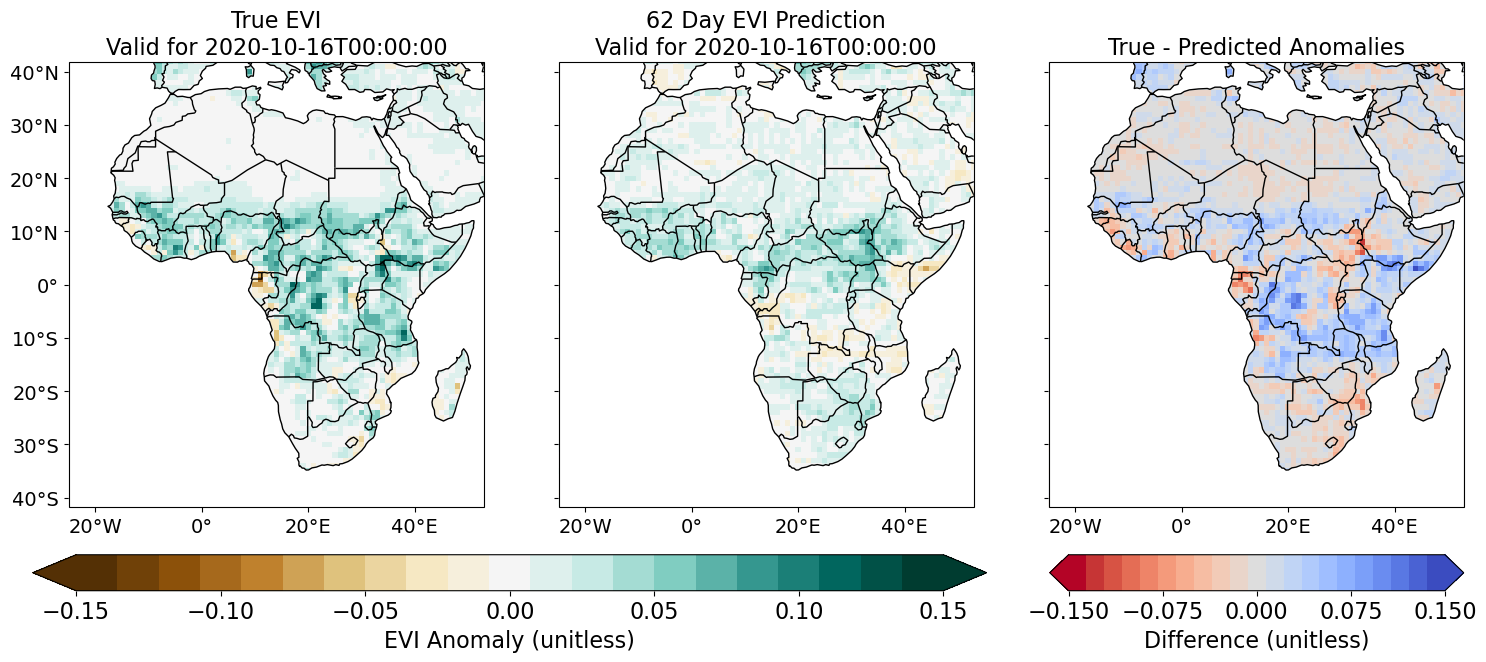 True EVI
Valid for 2020-10-16T00:00:00
62 Day EVI Prediction
Valid for 2020-10-16T00:00:00
True - Predicted Anomalies
40°N
30°N
20°N
10°N
0°
10°S
20°S
30°S
40°S
20°W 0° 20°E 40°E
20°W 0° 20°E 40°E
20°W 0° 20°E 40°E
−0.15 −0.10 −0.05 0.00 0.05 0.10 0.15
EVI Anomaly (unitless)
−0.150 −0.075 0.000 0.075 0.150
Difference (unitless)